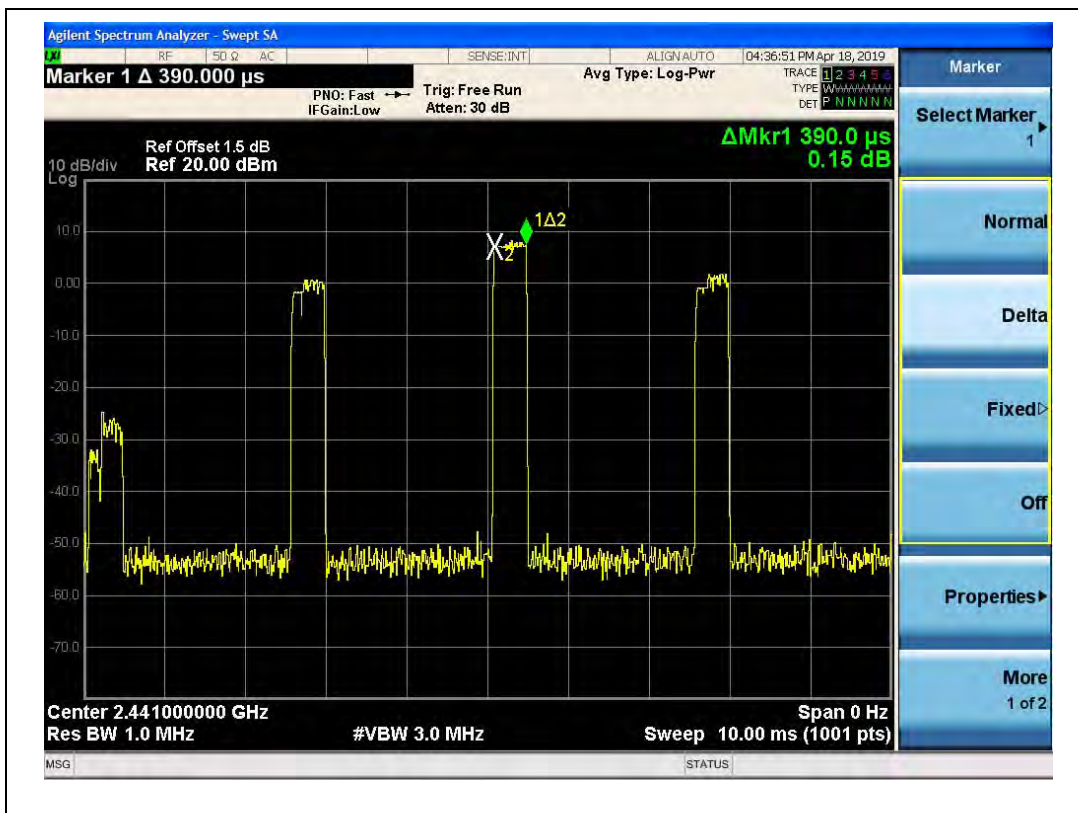 Agilent Spectrum Analyzer - Swept SA
LXI RF 50 Ω AC SENSE:INT ALIGNAUTO 04:36:51 PM Apr 18, 2019
Marker 1 Δ 390.000 µs
PNO: Fast
IFGain:Low
Trig: Free Run
Atten: 30 dB
Avg Type: Log-Pwr
TRACE 1 2 3 4 5 6
TYPE W
DET P N N N N N
ΔMkr1 390.0 µs
0.15 dB
Ref Offset 1.5 dB
10 dB/div Ref 20.00 dBm
Log
10.0
0.00
-10.0
-20.0
-30.0
-40.0
-50.0
-60.0
-70.0
1Δ2
X2
Center 2.441000000 GHz Span 0 Hz
Res BW 1.0 MHz #VBW 3.0 MHz Sweep 10.00 ms (1001 pts)
MSG STATUS
Marker
Select Marker
1
Normal
Delta
Fixed
Off
Properties
More
1 of 2